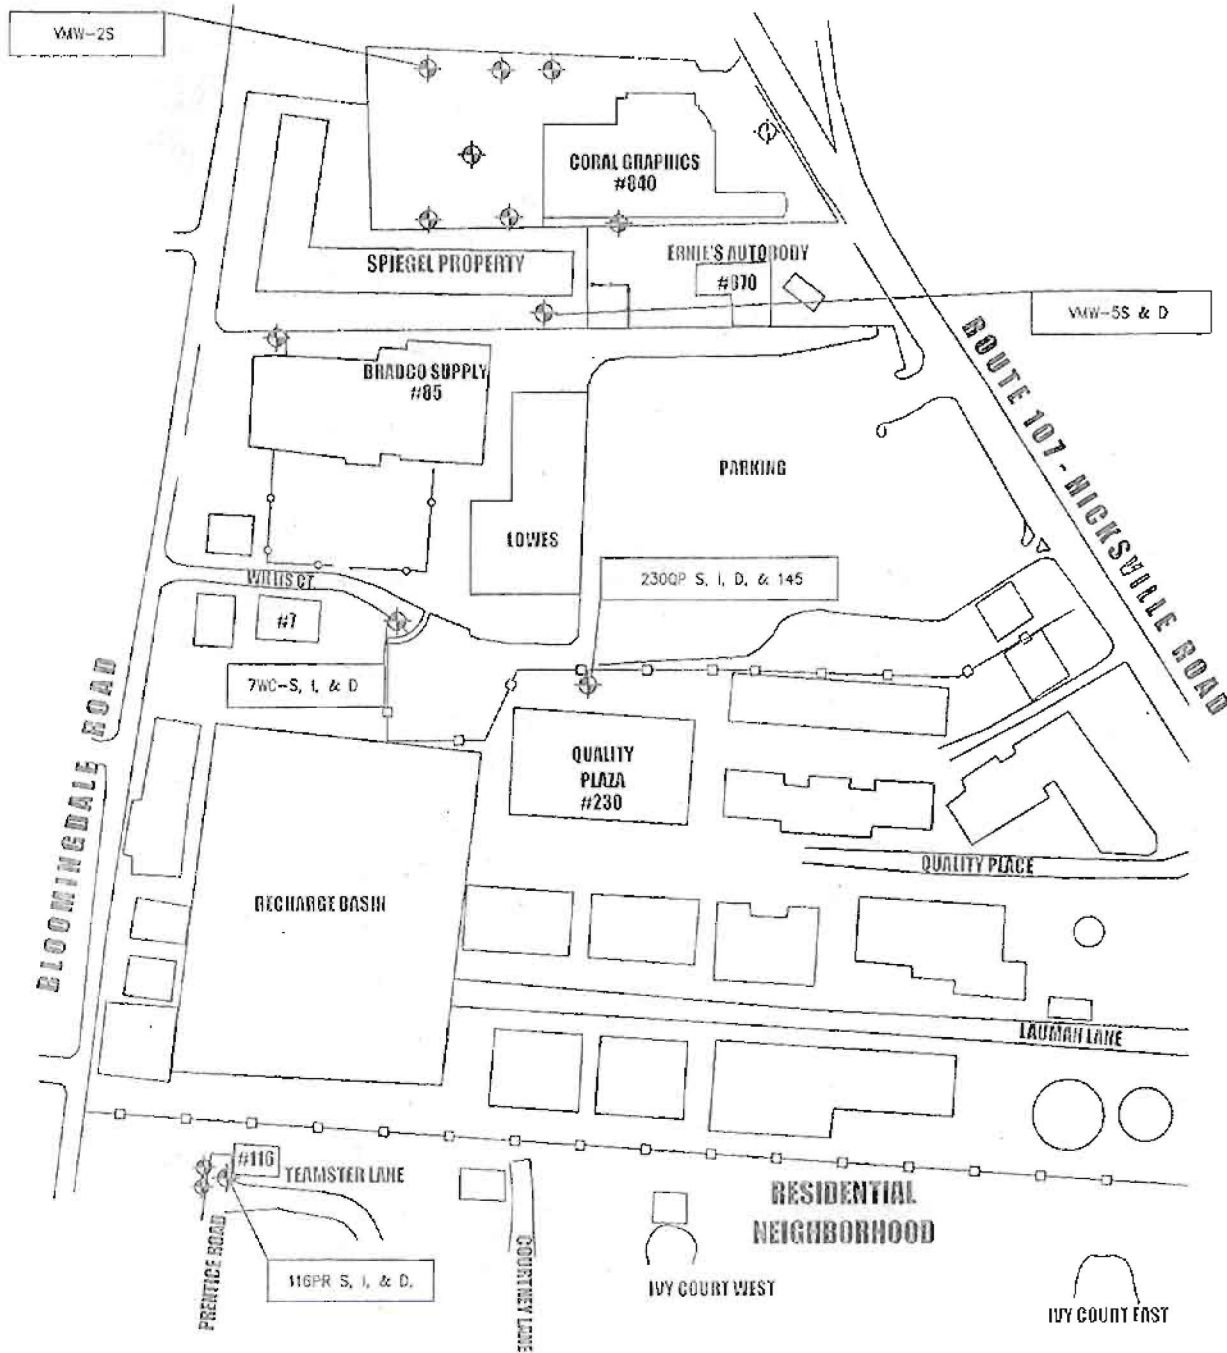 VMW-2S
CORAL GRAPHICS
#840
ERNIE'S AUTOBODY
#870
SPIEGEL PROPERTY
VMW-5S & D
BRADCO SUPPLY
#85
ROUTE 107 - HICKSVILLE ROAD
PARKING
LOWES
WILLIS CT.
230QP S, I, D, & 145
#7
7WC-S, I, & D
BLOOMINGDALE ROAD
QUALITY
PLAZA
#230
QUALITY PLACE
RECHARGE BASIN
LAUMAN LANE
#116
TEAMSTER LANE
RESIDENTIAL
NEIGHBORHOOD
PRENTICE ROAD
116PR S, I, & D.
COURTNEY LANE
IVY COURT WEST
IVY COURT EAST